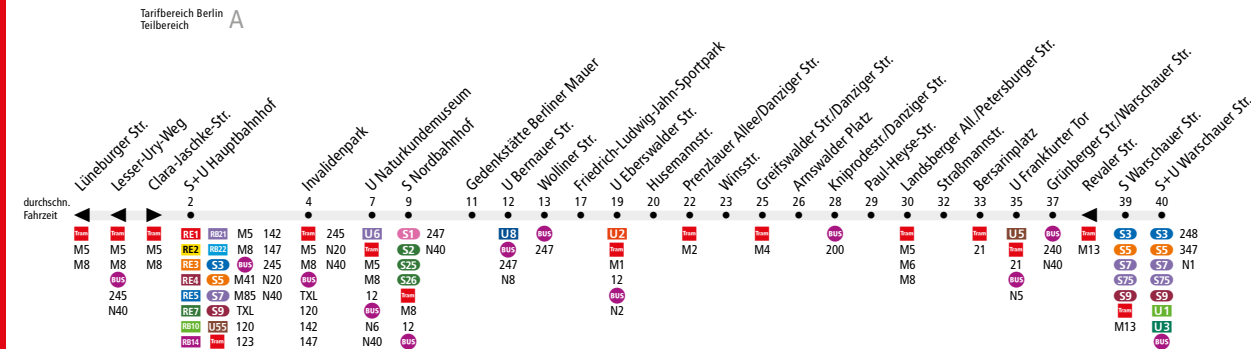 Tarifbereich Berlin
Teilbereich A
Lüneburger Str.
Lesser-Ury-Weg
Clara-Jaschke-Str.
S+U Hauptbahnhof
Invalidenpark
U Naturkundemuseum
S Nordbahnhof
Gedenkstätte Berliner Mauer
U Bernauer Str.
Wolliner Str.
Friedrich-Ludwig-Jahn-Sportpark
U Eberswalder Str.
Husemannstr.
Prenzlauer Allee/Danziger Str.
Winsstr.
Greifswalder Str./Danziger Str.
Arnswalder Platz
Kniprodestr./Danziger Str.
Paul-Heyse-Str.
Landsberger All./Petersburger Str.
Straßmannstr.
Bersarinplatz
U Frankfurter Tor
Grünberger Str./Warschauer Str.
Revaler Str.
S Warschauer Str.
S+U Warschauer Str.
durchschn. 2 4 7 9 11 12 13 17 19 20 22 23 25 26 28 29 30 32 33 35 37 39 40
Fahrzeit
Tram
M5
M8
Tram
M5
M8
BUS
245
N40
Tram
M5
M8
RE1 RB21 M5 142
RE2 RB22 M8 147
RE3 S3 BUS 245
RE4 S5 M41 N20
RE5 S7 M85 N40
RE7 S9 TXL
RB10 U55 120
RB14 Tram 123
Tram 245
M5 N20
M8 N40
BUS
TXL
120
142
147
U6
Tram
M5
M8
12
BUS
N6
N40
S1 247
S2 N40
S25
S26
Tram
M8
12
BUS
U8
BUS
247
N8
BUS
247
U2
Tram
M1
12
BUS
N2
Tram
M2
Tram
M4
BUS
200
Tram
M5
M6
M8
Tram
21
U5
Tram
21
BUS
N5
BUS
240
N40
Tram
M13
S3
S5
S7
S75
S9
Tram
M13
S3 248
S5 347
S7 N1
S75
S9
U1
U3
BUS